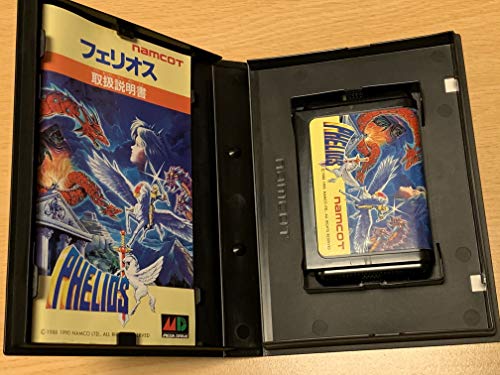 namcot
フェリオス
取扱説明書
PHELIOS
© 1988 1990 NAMCO LTD., ALL RIGHTS RESERVED
MD
MEGA DRIVE
NAMCOT
PHELIOS
namcot